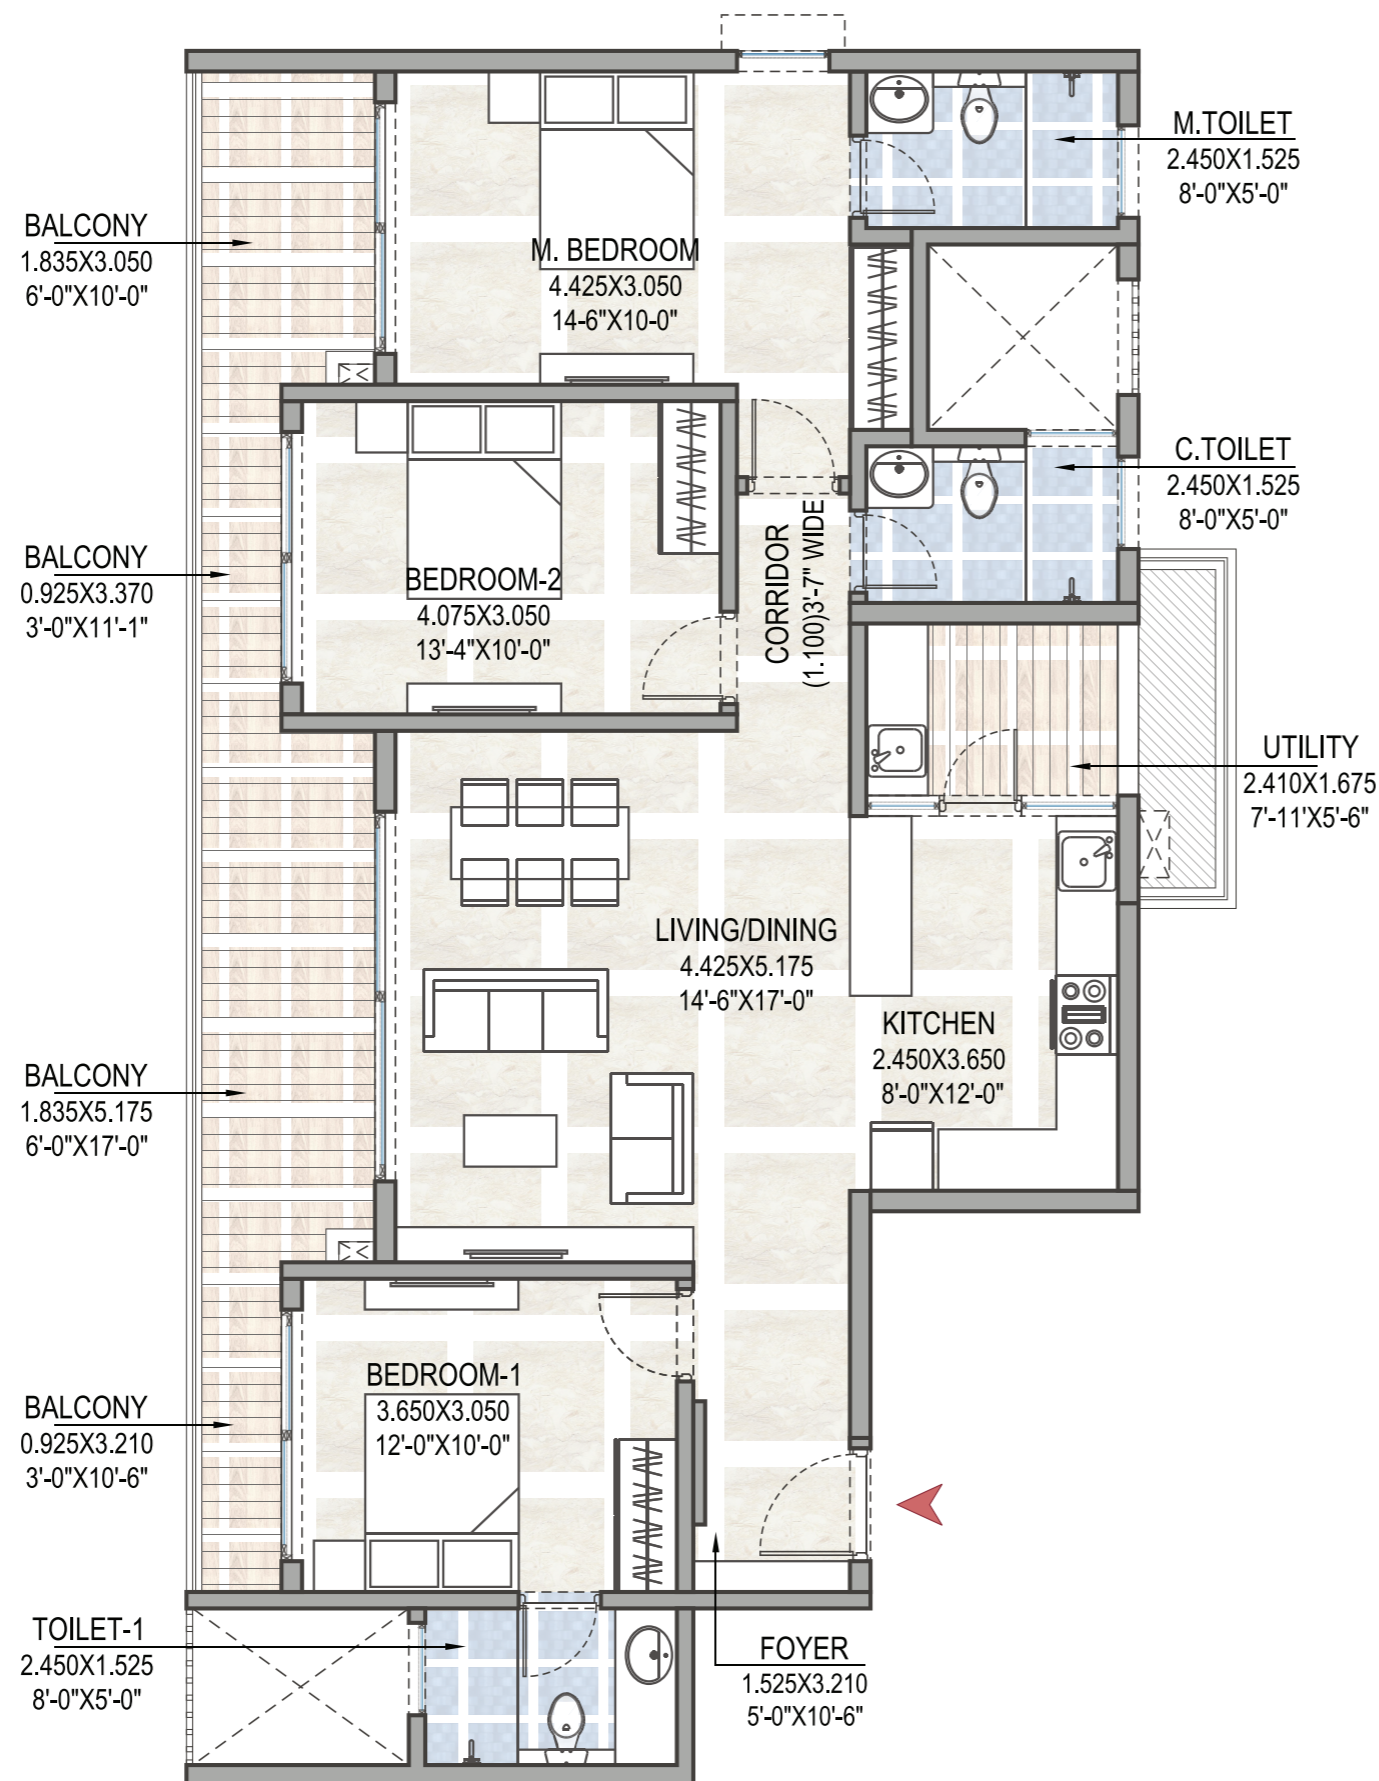 M.TOILET
2.450X1.525
8'-0"X5'-0"
BALCONY
1.835X3.050
6'-0"X10'-0"
M. BEDROOM
4.425X3.050
14-6"X10-0"
C.TOILET
2.450X1.525
8'-0"X5'-0"
BALCONY
0.925X3.370
3'-0"X11'-1"
BEDROOM-2
4.075X3.050
13'-4"X10'-0"
CORRIDOR
(1.100)3'-7" WIDE
UTILITY
2.410X1.675
7'-11'X5'-6"
LIVING/DINING
4.425X5.175
14'-6"X17'-0"
KITCHEN
2.450X3.650
8'-0"X12'-0"
BALCONY
1.835X5.175
6'-0"X17'-0"
BEDROOM-1
3.650X3.050
12'-0"X10'-0"
BALCONY
0.925X3.210
3'-0"X10'-6"
TOILET-1
2.450X1.525
8'-0"X5'-0"
FOYER
1.525X3.210
5'-0"X10'-6"